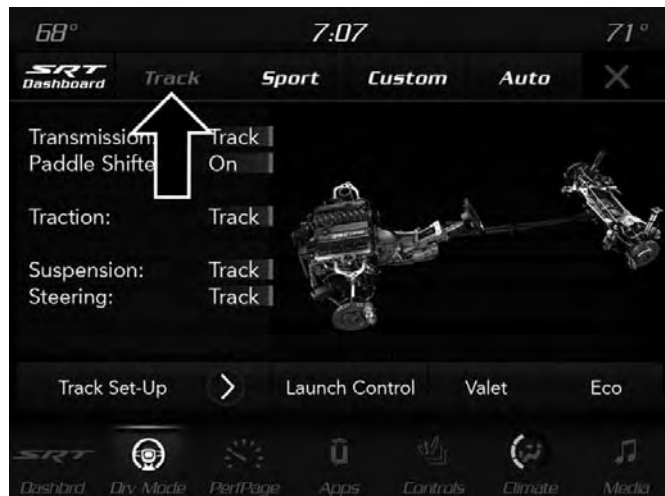 68° 7:07 71°
SRT Dashboard Track Sport Custom Auto
Transmission: Track
Paddle Shifte On
Traction: Track
Suspension: Track
Steering: Track
Track Set-Up Launch Control Valet Eco
SRT
Dashbrd Drv Mode PerfPage Apps Controls Climate Media